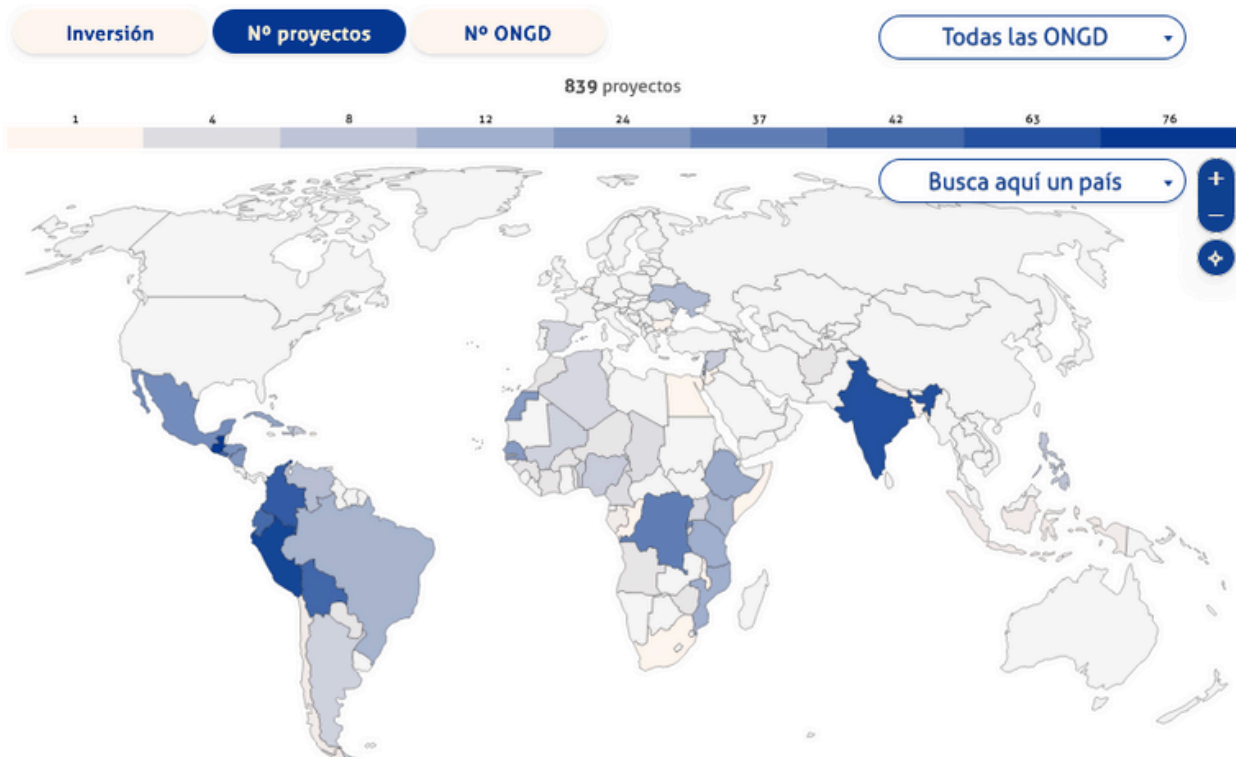 Inversión
Nº proyectos
Nº ONGD
Todas las ONGD
839 proyectos
1 4 8 12 24 37 42 63 76
Busca aquí un país
+
−